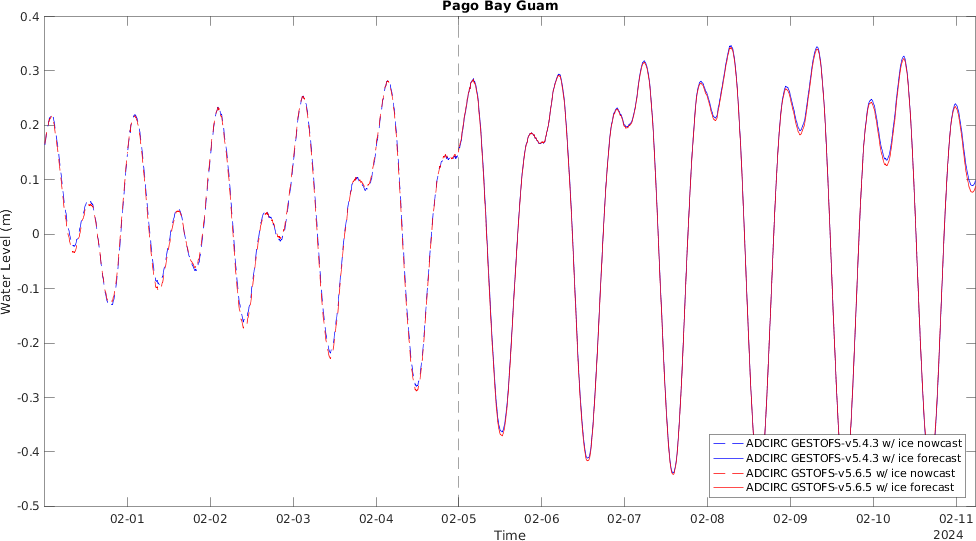 Pago Bay Guam
0.4
0.3
0.2
0.1
0
-0.1
-0.2
-0.3
-0.4
-0.5
Water Level (m)
ADCIRC GESTOFS-v5.4.3 w/ ice nowcast
ADCIRC GESTOFS-v5.4.3 w/ ice forecast
ADCIRC GSTOFS-v5.6.5 w/ ice nowcast
ADCIRC GSTOFS-v5.6.5 w/ ice forecast
02-01 02-02 02-03 02-04 02-05 02-06 02-07 02-08 02-09 02-10 02-11
Time
2024